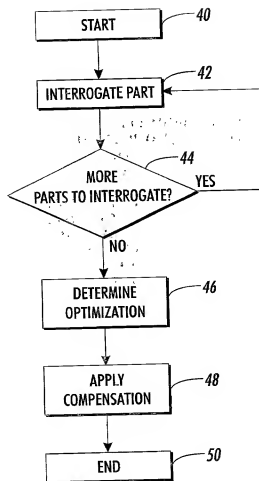 START 40
INTERROGATE PART 42
MORE 44
PARTS TO INTERROGATE? YES
NO
DETERMINE 46
OPTIMIZATION
APPLY 48
COMPENSATION
END 50